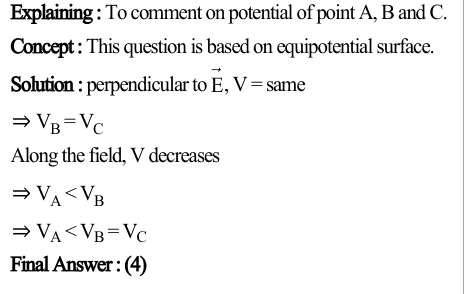 Explaining : To comment on potential of point A, B and C.
Concept : This question is based on equipotential surface.
Solution : perpendicular to E⃗, V = same
⇒ V_B = V_C
Along the field, V decreases
⇒ V_A < V_B
⇒ V_A < V_B = V_C
Final Answer : (4)